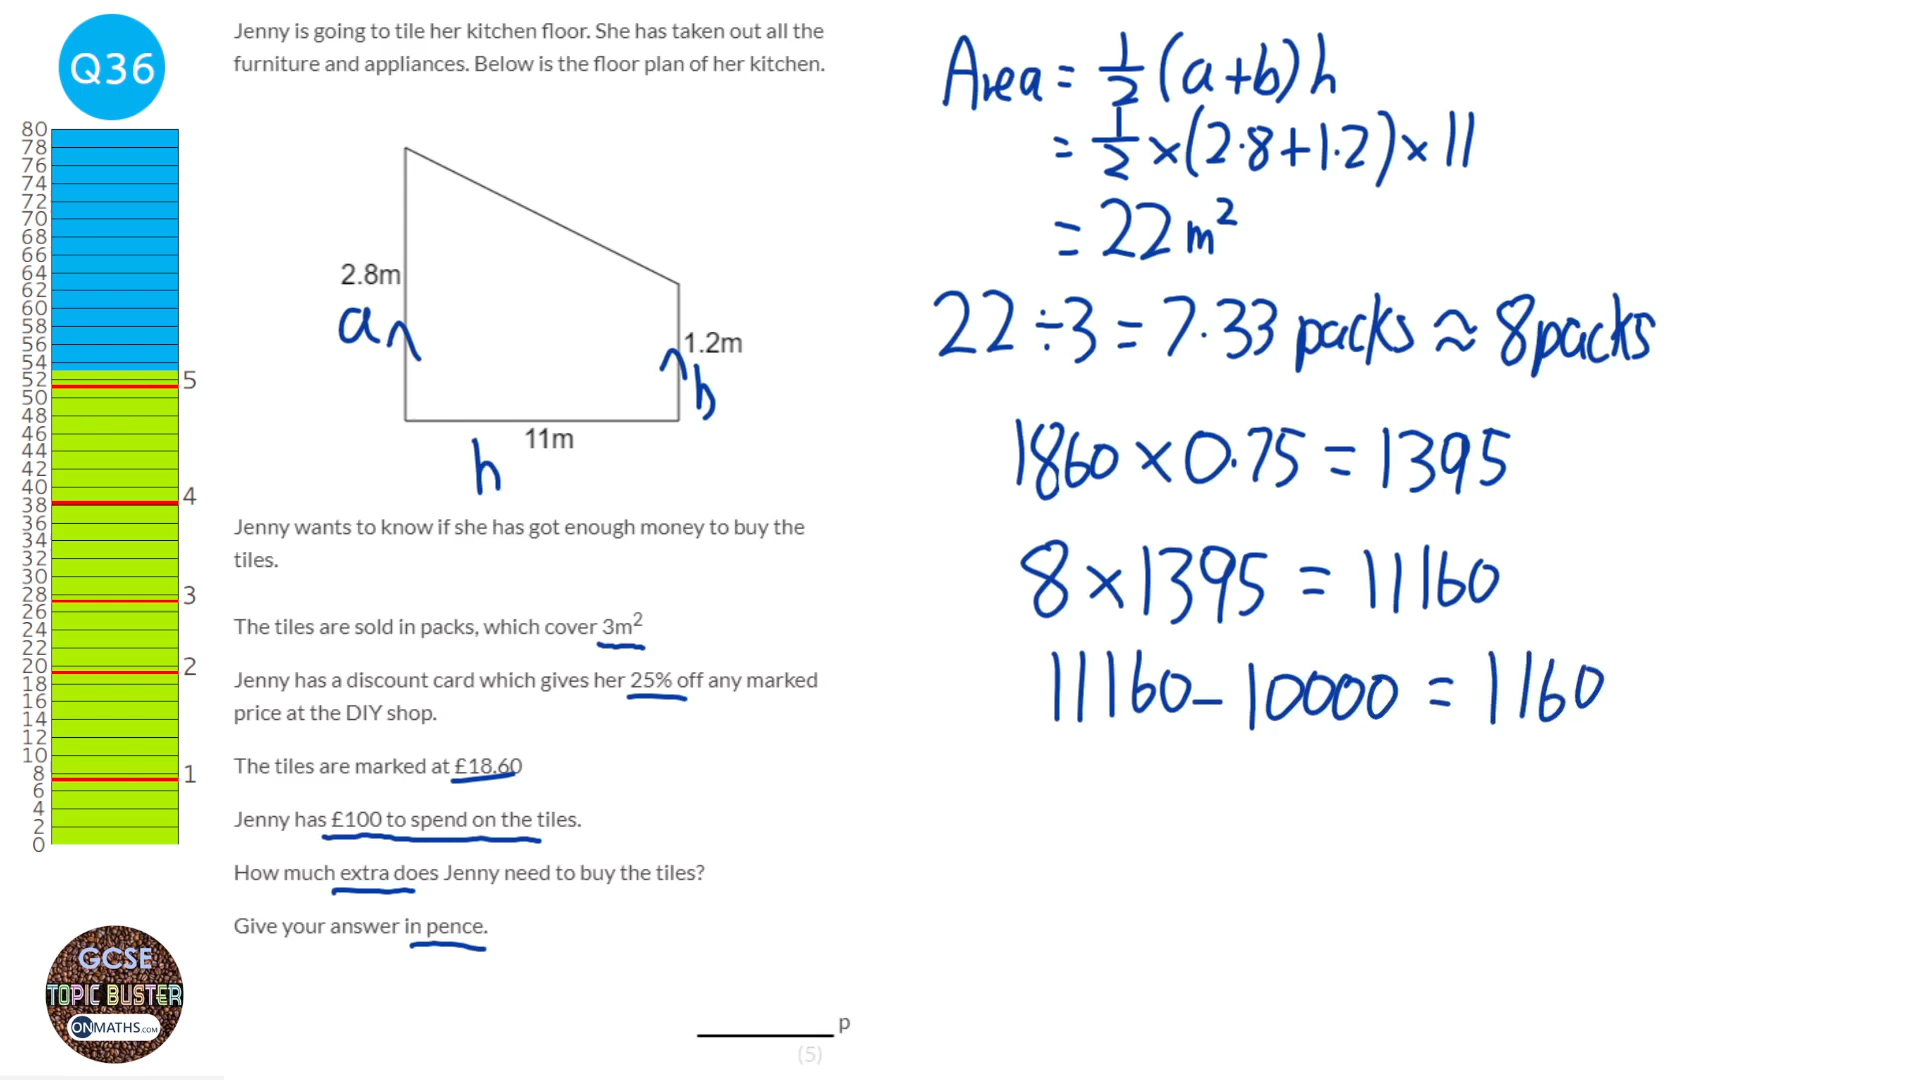 Q36
80
78
76
74
72
70
68
66
64
62
60
58
56
54
52
50
48
46
44
42
40
38
36
34
32
30
28
26
24
22
20
18
16
14
12
10
8
6
4
2
0
5
4
3
2
1
GCSE
TOPIC BUSTER
ONMATHS.COM
Jenny is going to tile her kitchen floor. She has taken out all the
furniture and appliances. Below is the floor plan of her kitchen.
2.8m
a
1.2m
b
11m
h
Jenny wants to know if she has got enough money to buy the
tiles.
The tiles are sold in packs, which cover 3m²
Jenny has a discount card which gives her 25% off any marked
price at the DIY shop.
The tiles are marked at £18.60
Jenny has £100 to spend on the tiles.
How much extra does Jenny need to buy the tiles?
Give your answer in pence.
p
(5)
Area = 1/2 (a+b) h
= 1/2 × (2·8+1·2) × 11
= 22 m²
22 ÷ 3 = 7.33 packs ≈ 8 packs
1860 × 0.75 = 1395
8 × 1395 = 11160
11160 - 10000 = 1160